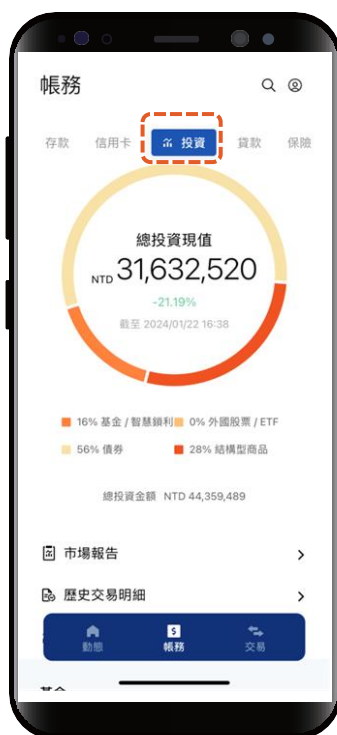 帳務
存款 信用卡 投資 貸款 保險
總投資現值
NTD 31,632,520
-21.19%
截至 2024/01/22 16:38
16% 基金 / 智慧鎖利 0% 外國股票 / ETF
56% 債券 28% 結構型商品
總投資金額 NTD 44,359,489
市場報告
歷史交易明細
動態 帳務 交易